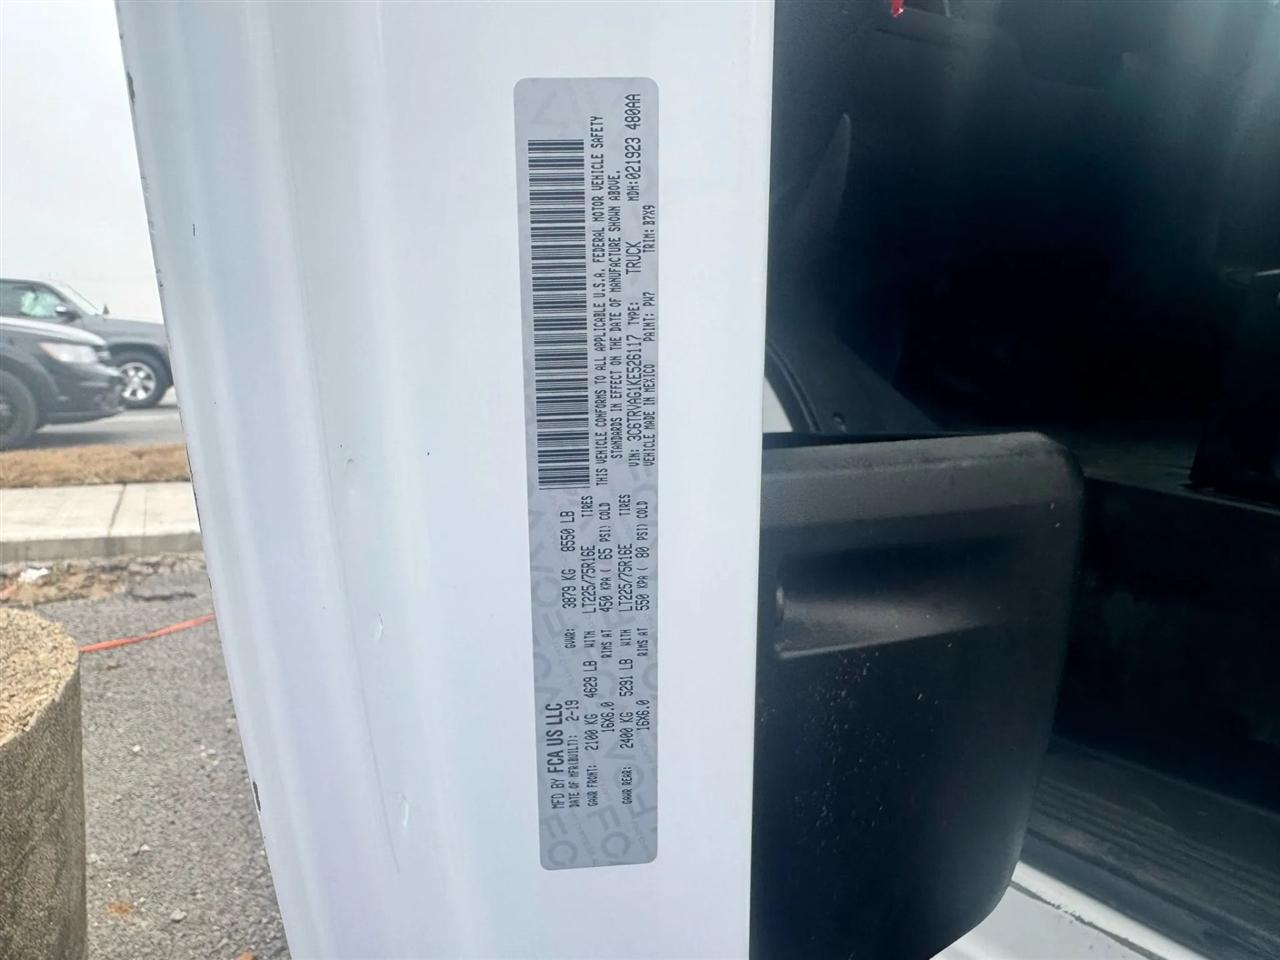 MFD BY FCA US LLC
DATE OF MFR(BUILT): 2-19 GVWR: 3879 KG 8550 LB
GAWR FRONT: 2100 KG 4629 LB WITH LT225/75R16E TIRES
16X6.0 RIMS AT 450 KPA ( 65 PSI) COLD
GAWR REAR: 2400 KG 5291 LB WITH LT225/75R16E TIRES
16X6.0 RIMS AT 550 KPA ( 80 PSI) COLD
THIS VEHICLE CONFORMS TO ALL APPLICABLE U.S.A. FEDERAL MOTOR VEHICLE SAFETY
STANDARDS IN EFFECT ON THE DATE OF MANUFACTURE SHOWN ABOVE.
VIN: 3C6TRVAG1KE526117 TYPE: TRUCK MDH:021923 480AA
VEHICLE MADE IN MEXICO PAINT: PW7 TRIM: B7X9